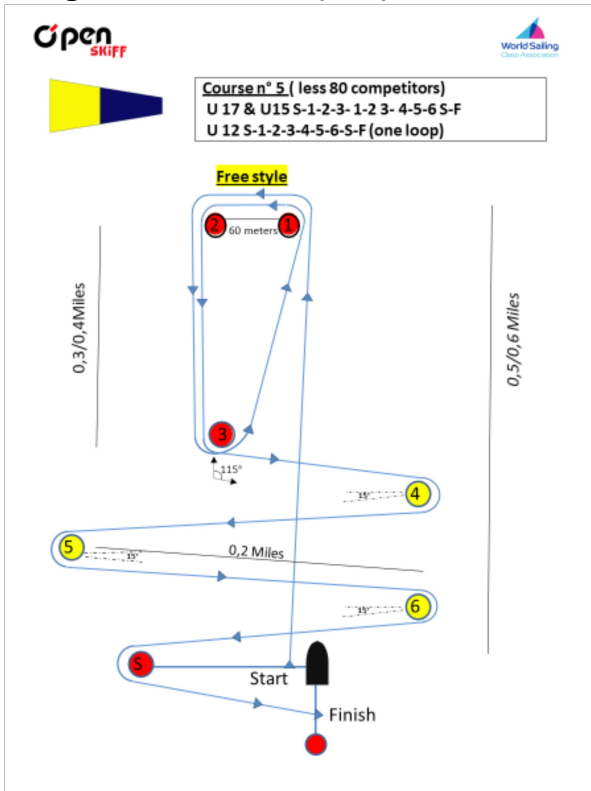 O'pen
SKiFF
World Sailing
Class Association
Course n° 5 ( less 80 competitors)
U 17 & U15 S-1-2-3- 1-2 3- 4-5-6 S-F
U 12 S-1-2-3-4-5-6-S-F (one loop)
Free style
2
1
60 meters
0,3/0,4Miles
0,5/0,6 Miles
3
115°
4
15°
5
15°
0,2 Miles
6
15°
S
Start
Finish